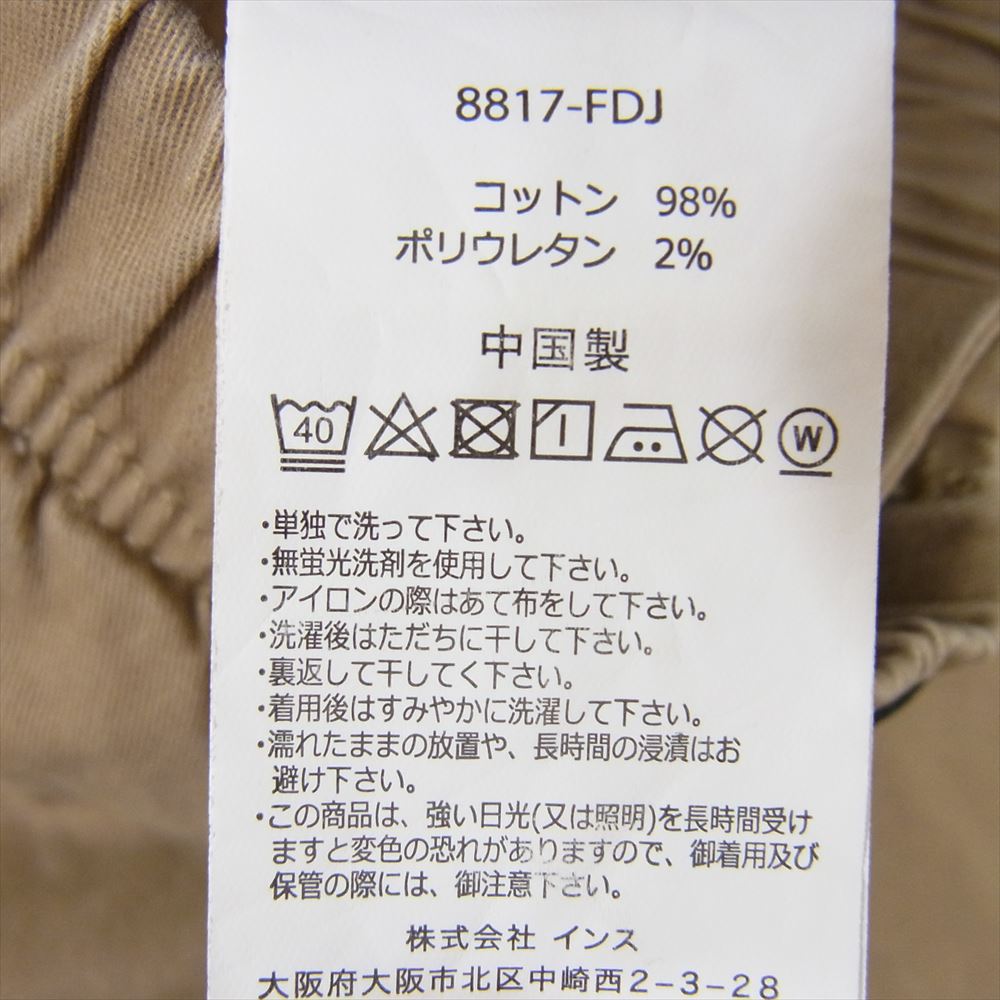 8817-FDJ
コットン 98%
ポリウレタン 2%
中国製
40 W
・単独で洗って下さい。
・無蛍光洗剤を使用して下さい。
・アイロンの際はあて布をして下さい。
・洗濯後はただちに干して下さい。
・裏返して干してく下さい。
・着用後はすみやかに洗濯して下さい。
・濡れたままの放置や、長時間の浸漬はお
避け下さい。
・この商品は、強い日光(又は照明)を長時間受け
ますと変色の恐れがありますので、御着用及び
保管の際には、御注意下さい。
株式会社 インス
大阪府大阪市北区中崎西2-3-28